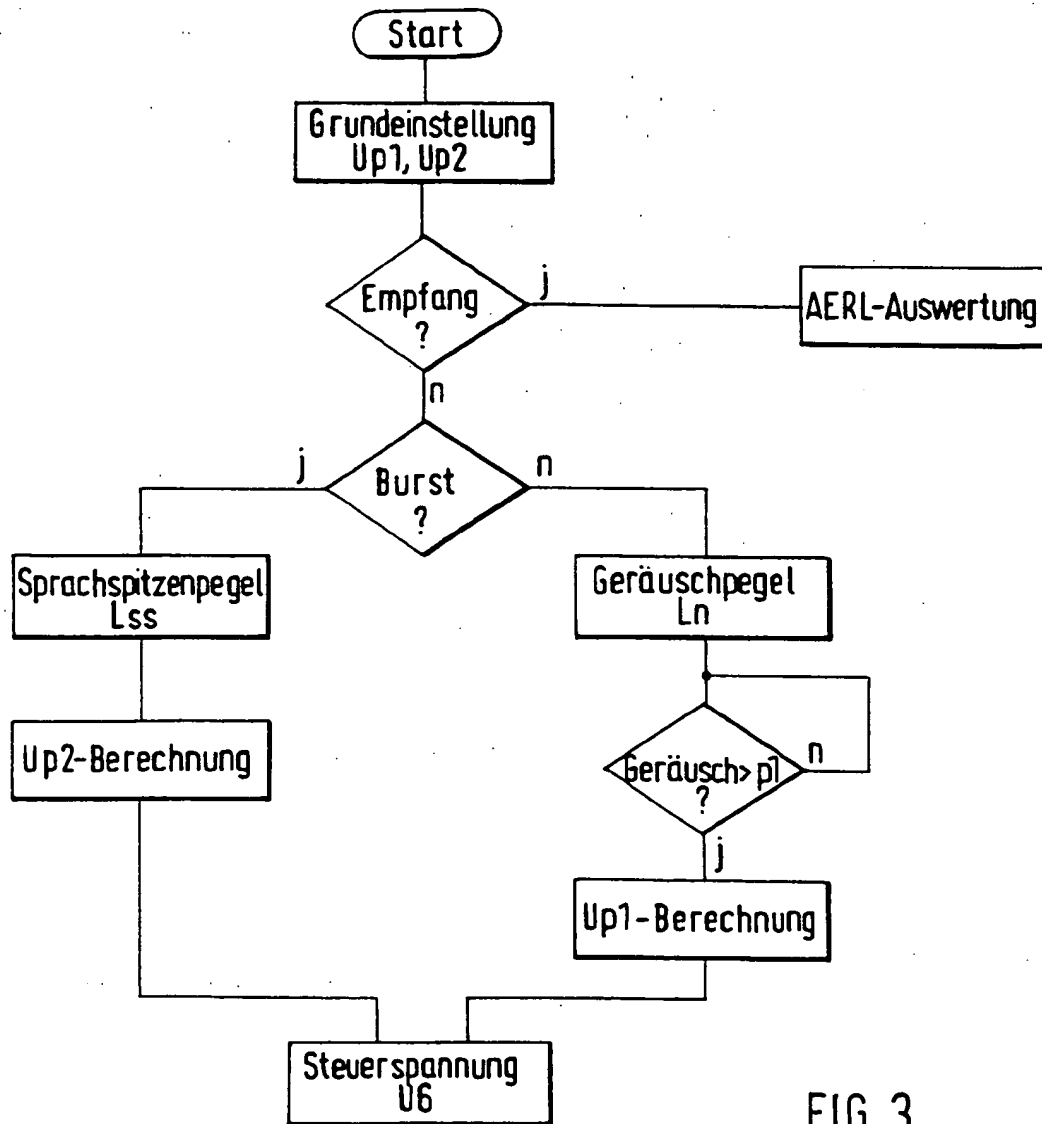 Start
Grundeinstellung
Up1, Up2
Empfang
?
j
AERL-Auswertung
n
Burst
?
j
n
Sprachspitzenpegel
Lss
Geräuschpegel
Ln
Up2-Berechnung
Geräusch>p1
?
n
j
Up1-Berechnung
Steuerspannung
U6
FIG. 3